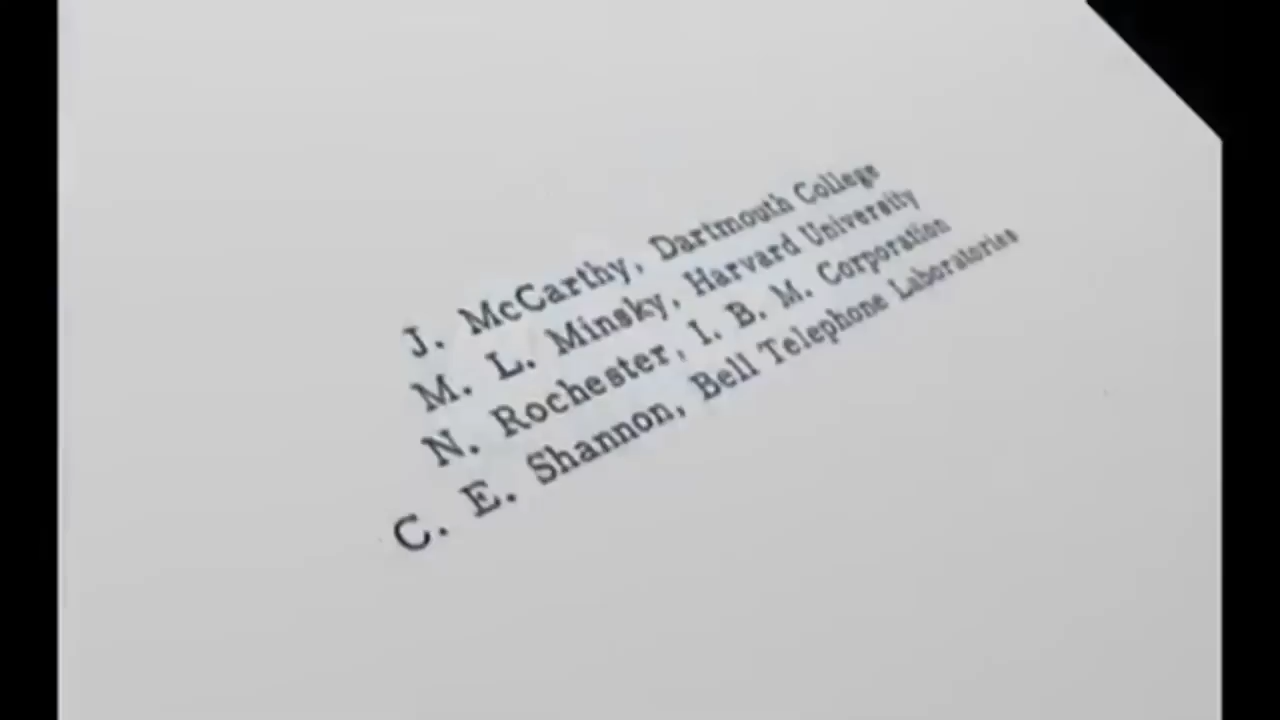 J. McCarthy, Dartmouth College
M. L. Minsky, Harvard University
N. Rochester, I. B. M. Corporation
C. E. Shannon, Bell Telephone Laboratories